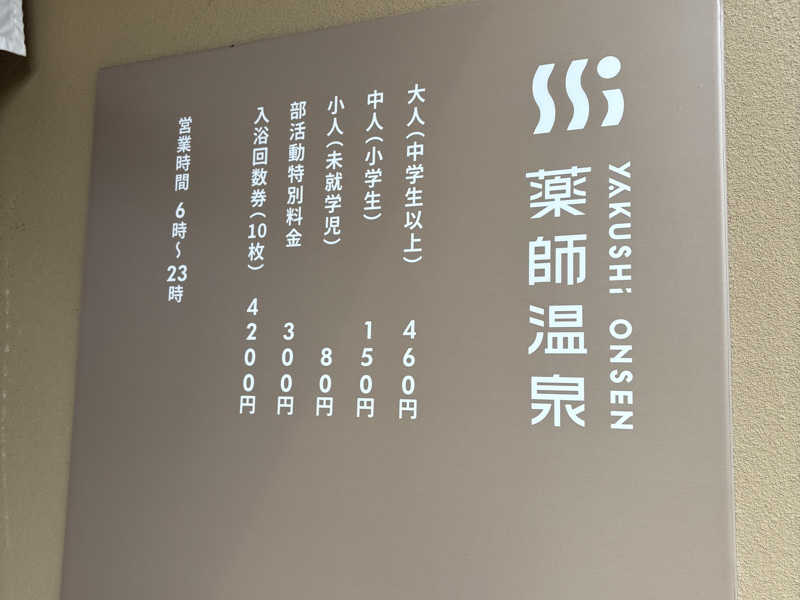 YAKUSHi ONSEN
薬師温泉
大人(中学生以上) 460円
中人(小学生) 150円
小人(未就学児) 80円
部活動特別料金 300円
入浴回数券(10枚) 4200円
営業時間 6時〜23時